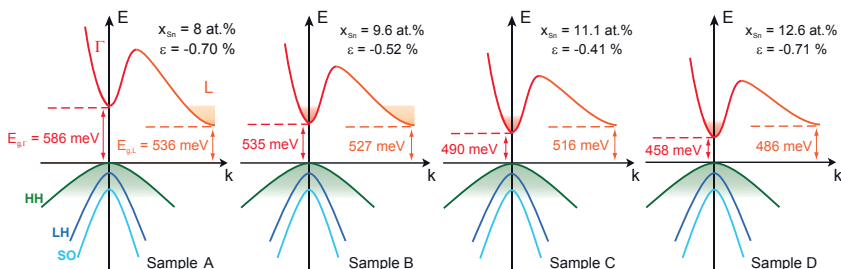 E
x_Sn = 8 at.%
ε = -0.70 %
Γ
L
E_g,Γ = 586 meV
E_g,L = 536 meV
k
HH
LH
SO
Sample A
E
x_Sn = 9.6 at.%
ε = -0.52 %
535 meV
527 meV
k
Sample B
E
x_Sn = 11.1 at.%
ε = -0.41 %
490 meV
516 meV
k
Sample C
E
x_Sn = 12.6 at.%
ε = -0.71 %
458 meV
486 meV
k
Sample D